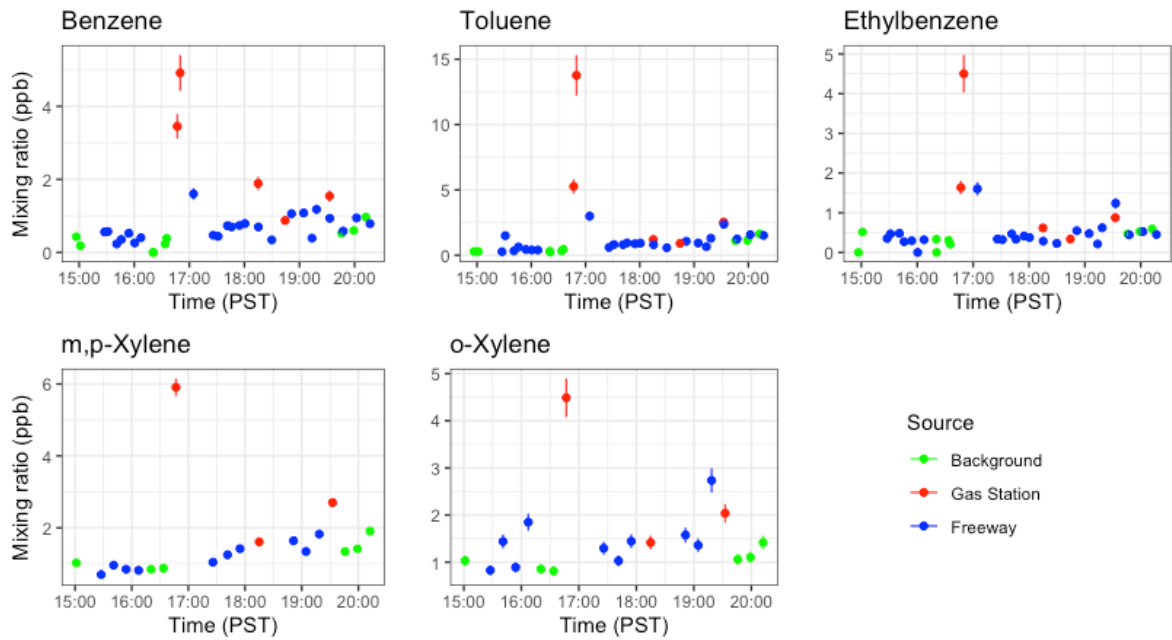 Benzene
Toluene
Ethylbenzene
Mixing ratio (ppb)
4
2
0
15:00 16:00 17:00 18:00 19:00 20:00
Time (PST)
15
10
5
0
15:00 16:00 17:00 18:00 19:00 20:00
Time (PST)
5
4
3
2
1
0
15:00 16:00 17:00 18:00 19:00 20:00
Time (PST)
m,p-Xylene
o-Xylene
Mixing ratio (ppb)
6
4
2
15:00 16:00 17:00 18:00 19:00 20:00
Time (PST)
5
4
3
2
1
15:00 16:00 17:00 18:00 19:00 20:00
Time (PST)
Source
Background
Gas Station
Freeway